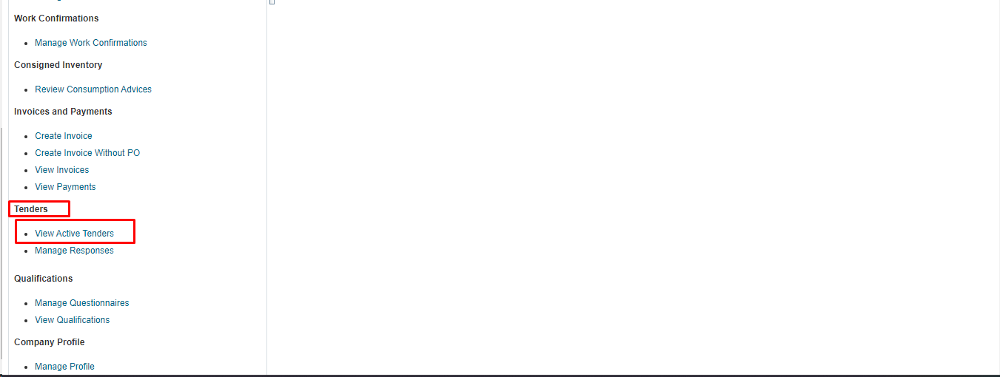 Work Confirmations
Manage Work Confirmations
Consigned Inventory
Review Consumption Advices
Invoices and Payments
Create Invoice
Create Invoice Without PO
View Invoices
View Payments
Tenders
View Active Tenders
Manage Responses
Qualifications
Manage Questionnaires
View Qualifications
Company Profile
Manage Profile